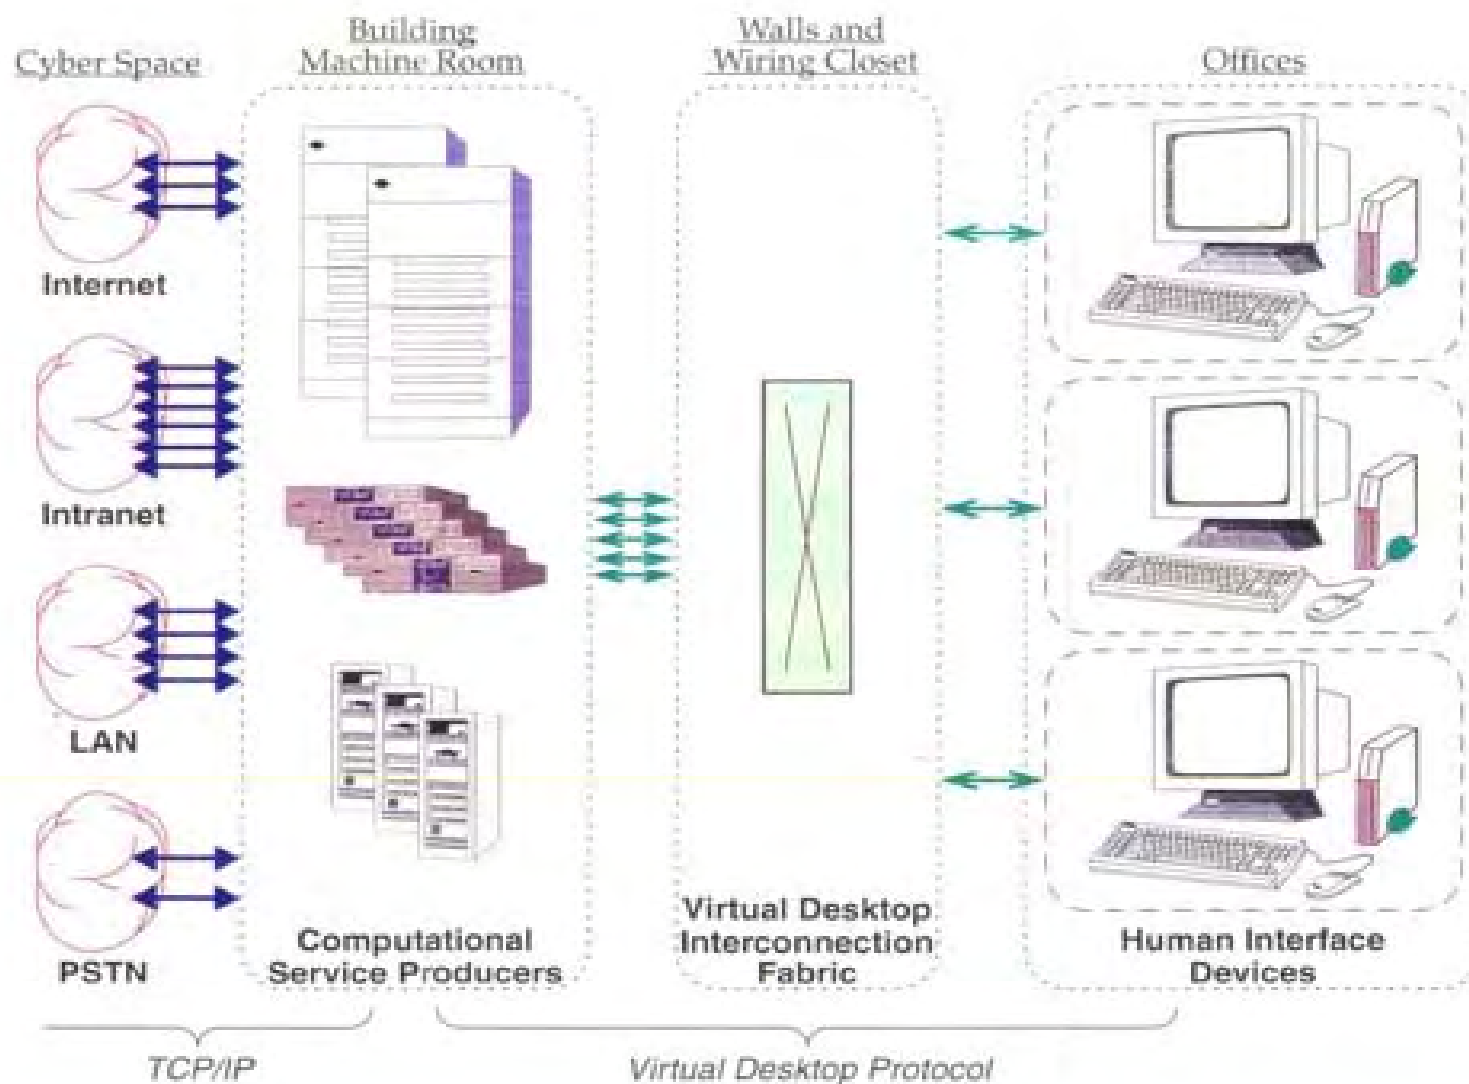 Cyber Space
Building
Machine Room
Walls and
Wiring Closet
Offices
Internet
Intranet
LAN
PSTN
Computational
Service Producers
Virtual Desktop
Interconnection
Fabric
Human Interface
Devices
TCP/IP
Virtual Desktop Protocol